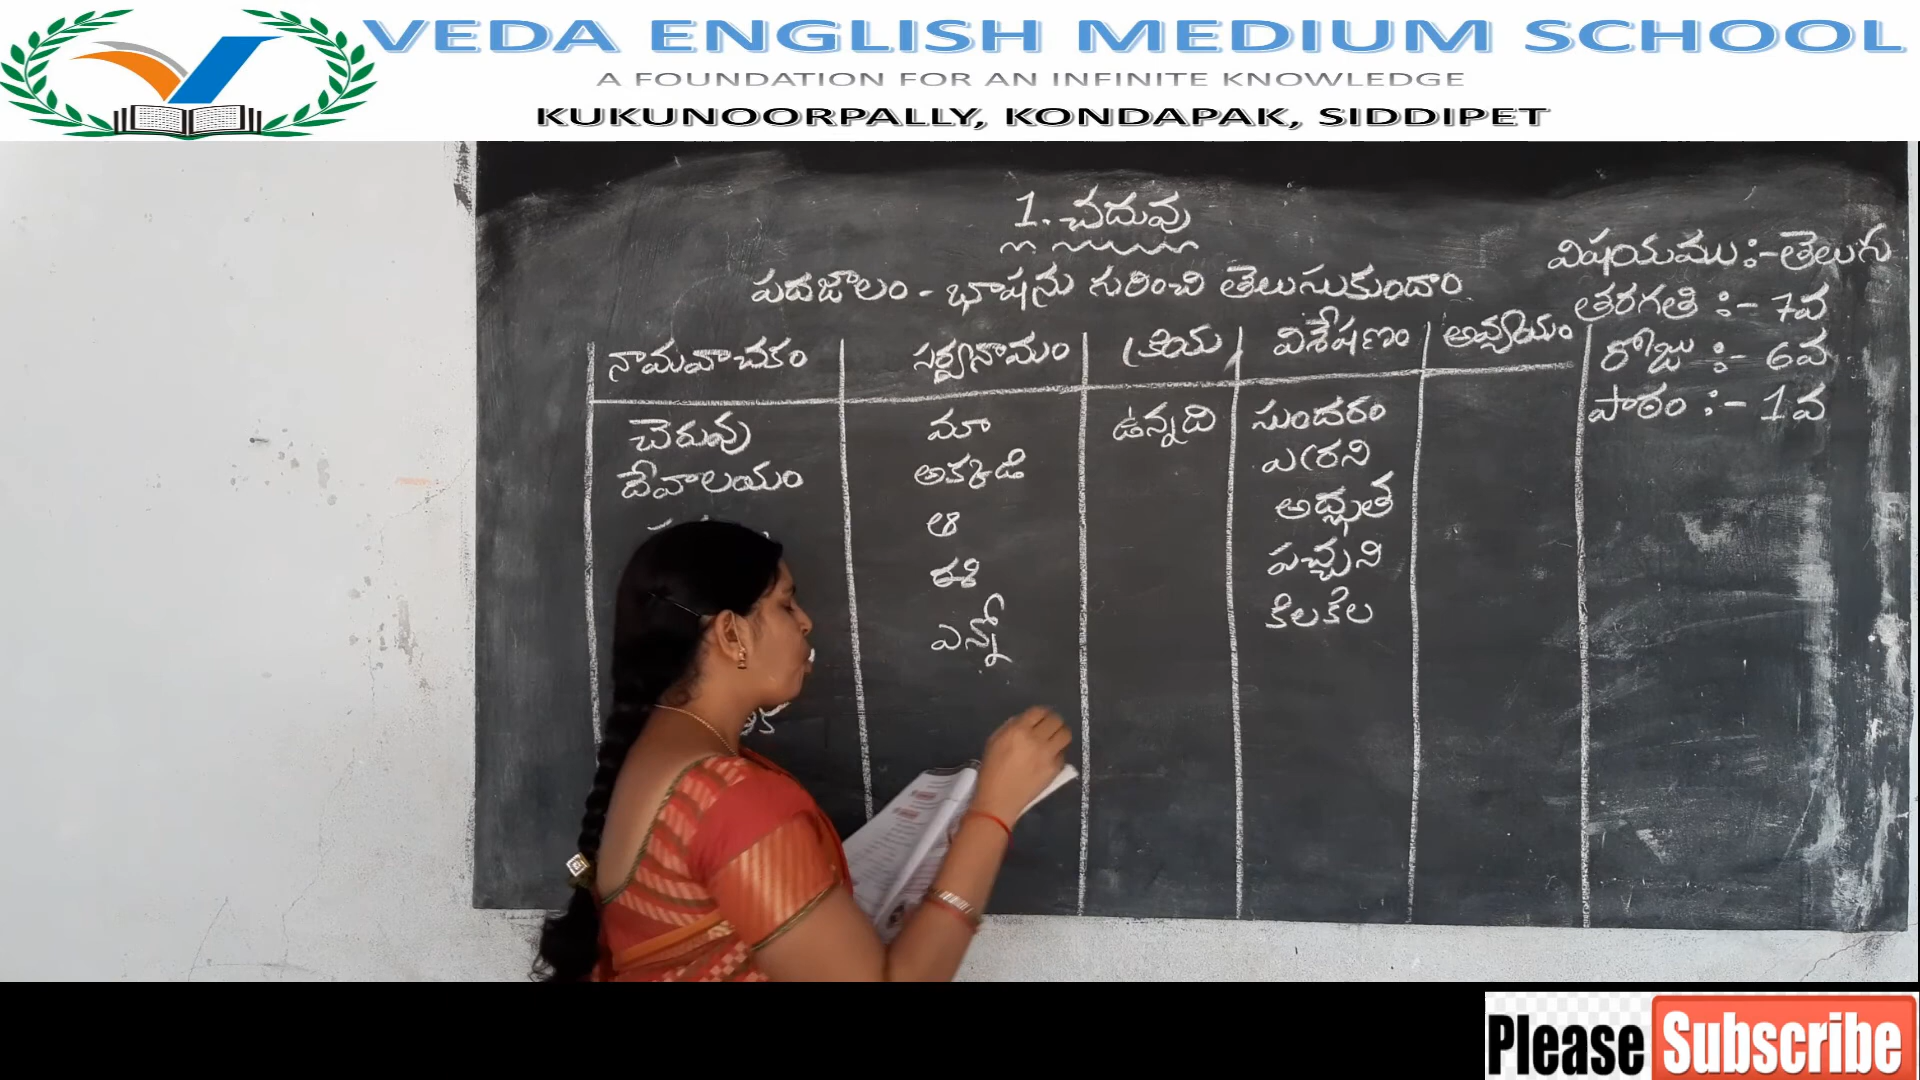 VEDA ENGLISH MEDIUM SCHOOL
A FOUNDATION FOR AN INFINITE KNOWLEDGE
KUKUNOORPALLY, KONDAPAK, SIDDIPET
1. చదువు
పదజాలం - భాషను గురించి తెలుసుకుందాం
విషయము :- తెలుగు
తరగతి :- 7వ
రోజు :- 6వ
పాఠం :- 1వ
నామవాచకం సర్వనామం క్రియ విశేషణం అవ్యయం
చెరువు మా ఉన్నది సుందరం
దేవాలయం అక్కడి ఎర్రని
ఆ అద్భుత
ఈ పచ్చని
ఎన్నో కిలకిల
Please Subscribe